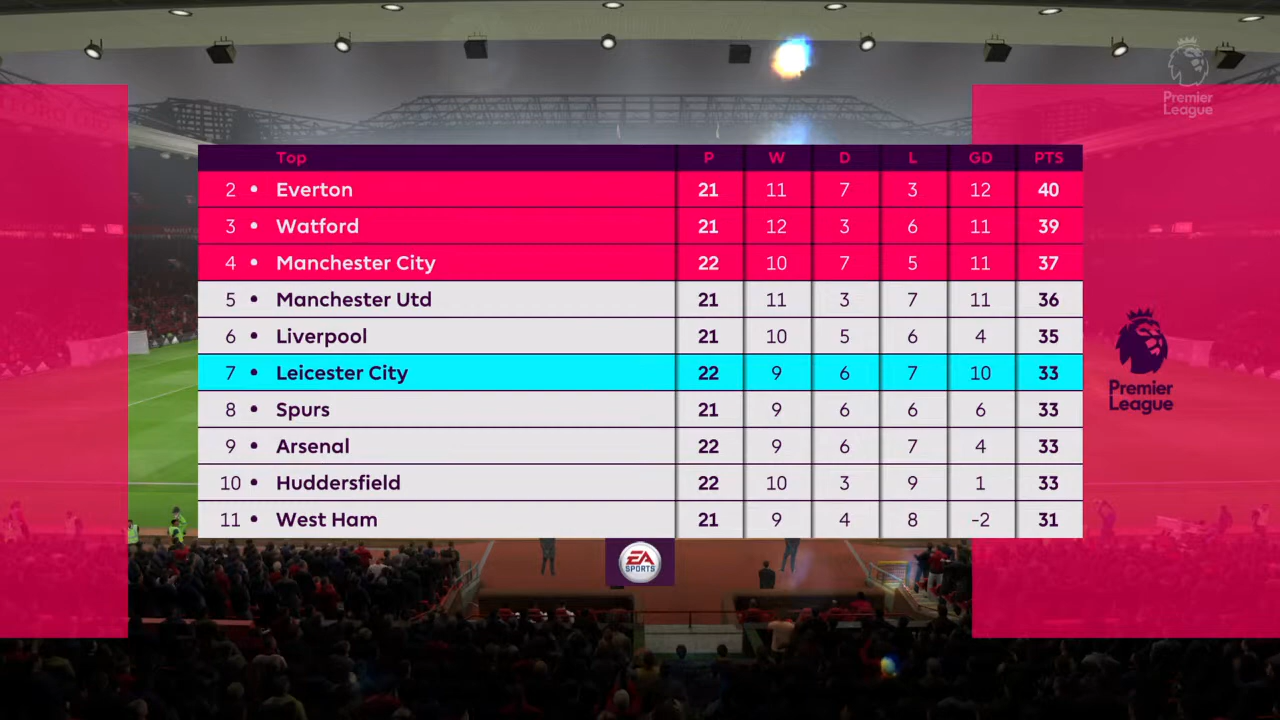 Premier
League
Top P W D L GD PTS
2 • Everton 21 11 7 3 12 40
3 • Watford 21 12 3 6 11 39
4 • Manchester City 22 10 7 5 11 37
5 • Manchester Utd 21 11 3 7 11 36
6 • Liverpool 21 10 5 6 4 35
7 • Leicester City 22 9 6 7 10 33
8 • Spurs 21 9 6 6 6 33
9 • Arsenal 22 9 6 7 4 33
10 • Huddersfield 22 10 3 9 1 33
11 • West Ham 21 9 4 8 -2 31
Premier
League
EA
SPORTS